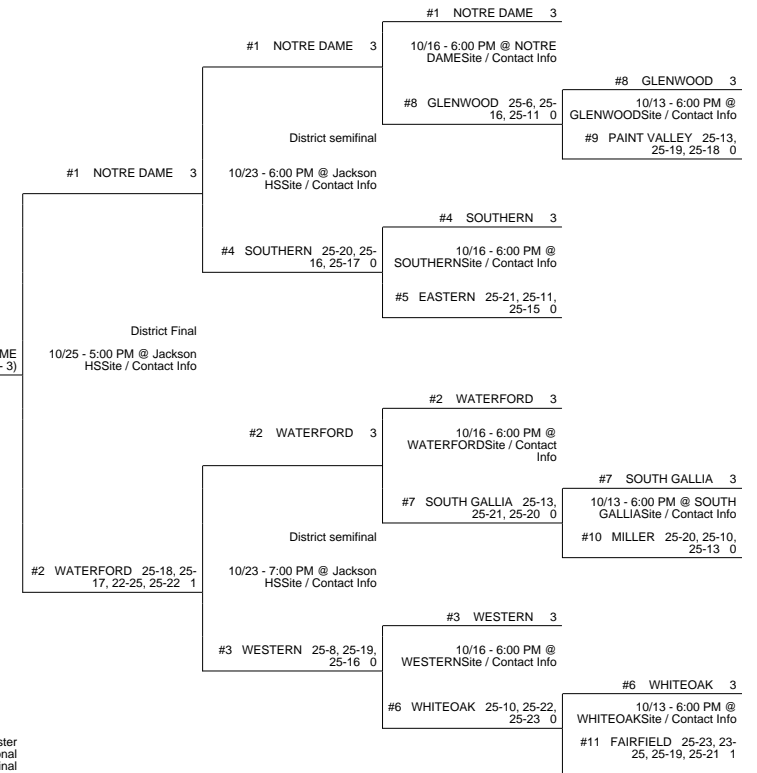 #1 NOTRE DAME 3
#1 NOTRE DAME 3
10/16 - 6:00 PM @ NOTRE
DAMESite / Contact Info
#8 GLENWOOD 3
#8 GLENWOOD 25-6, 25-
16, 25-11 0
10/13 - 6:00 PM @
GLENWOODSite / Contact Info
#9 PAINT VALLEY 25-13,
25-19, 25-18 0
District semifinal
#1 NOTRE DAME 3
10/23 - 6:00 PM @ Jackson
HSSite / Contact Info
#4 SOUTHERN 3
#4 SOUTHERN 25-20, 25-
16, 25-17 0
10/16 - 6:00 PM @
SOUTHERNSite / Contact Info
#5 EASTERN 25-21, 25-11,
25-15 0
District Final
ME
- 3)
10/25 - 5:00 PM @ Jackson
HSSite / Contact Info
#2 WATERFORD 3
#2 WATERFORD 3
10/16 - 6:00 PM @
WATERFORDSite / Contact
Info
#7 SOUTH GALLIA 3
#7 SOUTH GALLIA 25-13,
25-21, 25-20 0
10/13 - 6:00 PM @ SOUTH
GALLIASite / Contact Info
#10 MILLER 25-20, 25-10,
25-13 0
District semifinal
#2 WATERFORD 25-18, 25-
17, 22-25, 25-22 1
10/23 - 7:00 PM @ Jackson
HSSite / Contact Info
#3 WESTERN 3
#3 WESTERN 25-8, 25-19,
25-16 0
10/16 - 6:00 PM @
WESTERNSite / Contact Info
#6 WHITEOAK 3
#6 WHITEOAK 25-10, 25-22,
25-23 0
10/13 - 6:00 PM @
WHITEOAKSite / Contact Info
#11 FAIRFIELD 25-23, 23-
25, 25-19, 25-21 1
ster
onal
inal